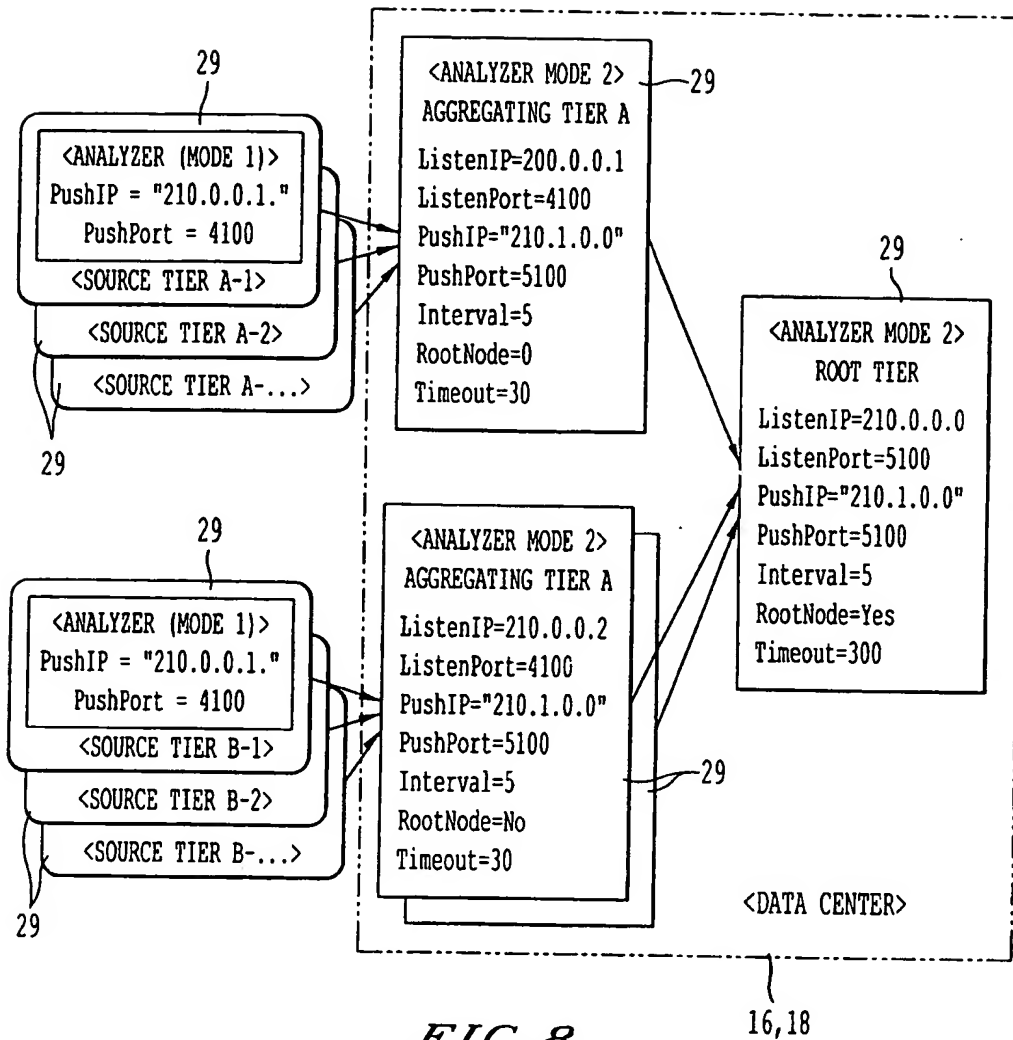 29
<ANALYZER (MODE 1)>
PushIP = "210.0.0.1."
PushPort = 4100
<SOURCE TIER A-1>
<SOURCE TIER A-2>
<SOURCE TIER A-...>
29
29
<ANALYZER MODE 2>
AGGREGATING TIER A
ListenIP=200.0.0.1
ListenPort=4100
PushIP="210.1.0.0"
PushPort=5100
Interval=5
RootNode=0
Timeout=30
29
<ANALYZER MODE 2>
ROOT TIER
ListenIP=210.0.0.0
ListenPort=5100
PushIP="210.1.0.0"
PushPort=5100
Interval=5
RootNode=Yes
Timeout=300
29
<ANALYZER (MODE 1)>
PushIP = "210.0.0.1."
PushPort = 4100
<SOURCE TIER B-1>
<SOURCE TIER B-2>
<SOURCE TIER B-...>
29
<ANALYZER MODE 2>
AGGREGATING TIER A
ListenIP=210.0.0.2
ListenPort=4100
PushIP="210.1.0.0"
PushPort=5100
Interval=5
RootNode=No
Timeout=30
29
<DATA CENTER>
16,18
FIG. 8